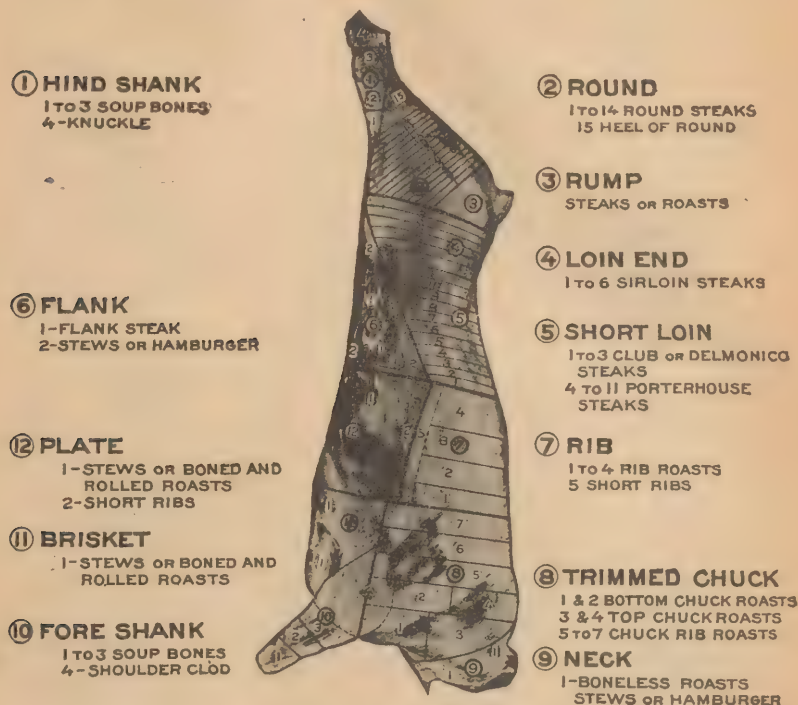 ① HIND SHANK
1 TO 3 SOUP BONES
4-KNUCKLE
⑥ FLANK
1-FLANK STEAK
2-STEWS OR HAMBURGER
⑫ PLATE
1-STEWS OR BONED AND
ROLLED ROASTS
2-SHORT RIBS
⑪ BRISKET
1-STEWS OR BONED AND
ROLLED ROASTS
⑩ FORE SHANK
1 TO 3 SOUP BONES
4-SHOULDER CLOD
② ROUND
1 TO 14 ROUND STEAKS
15 HEEL OF ROUND
③ RUMP
STEAKS OR ROASTS
④ LOIN END
1 TO 6 SIRLOIN STEAKS
⑤ SHORT LOIN
1 TO 3 CLUB OR DELMONICO
STEAKS
4 TO 11 PORTERHOUSE
STEAKS
⑦ RIB
1 TO 4 RIB ROASTS
5 SHORT RIBS
⑧ TRIMMED CHUCK
1 & 2 BOTTOM CHUCK ROASTS
3 & 4 TOP CHUCK ROASTS
5 TO 7 CHUCK RIB ROASTS
⑨ NECK
1-BONELESS ROASTS
STEWS OR HAMBURGER